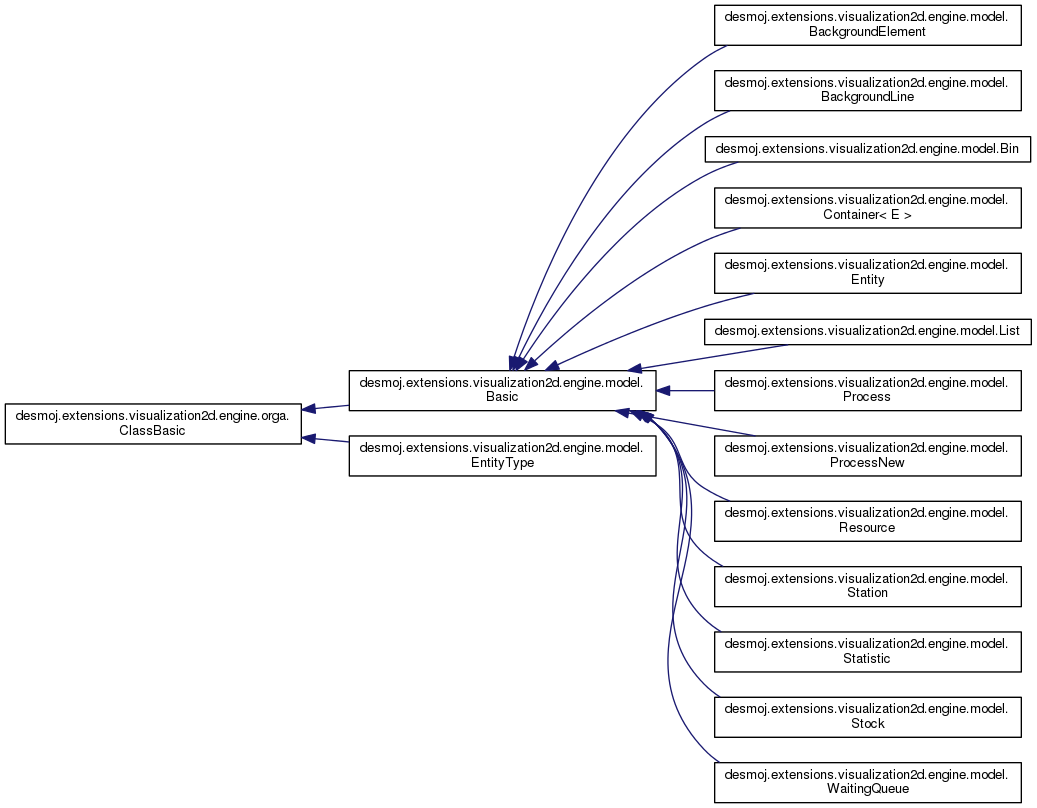 desmoj.extensions.visualization2d.engine.orga.
ClassBasic
desmoj.extensions.visualization2d.engine.model.
Basic
desmoj.extensions.visualization2d.engine.model.
EntityType
desmoj.extensions.visualization2d.engine.model.
BackgroundElement
desmoj.extensions.visualization2d.engine.model.
BackgroundLine
desmoj.extensions.visualization2d.engine.model.Bin
desmoj.extensions.visualization2d.engine.model.
Container< E >
desmoj.extensions.visualization2d.engine.model.
Entity
desmoj.extensions.visualization2d.engine.model.List
desmoj.extensions.visualization2d.engine.model.
Process
desmoj.extensions.visualization2d.engine.model.
ProcessNew
desmoj.extensions.visualization2d.engine.model.
Resource
desmoj.extensions.visualization2d.engine.model.
Station
desmoj.extensions.visualization2d.engine.model.
Statistic
desmoj.extensions.visualization2d.engine.model.
Stock
desmoj.extensions.visualization2d.engine.model.
WaitingQueue